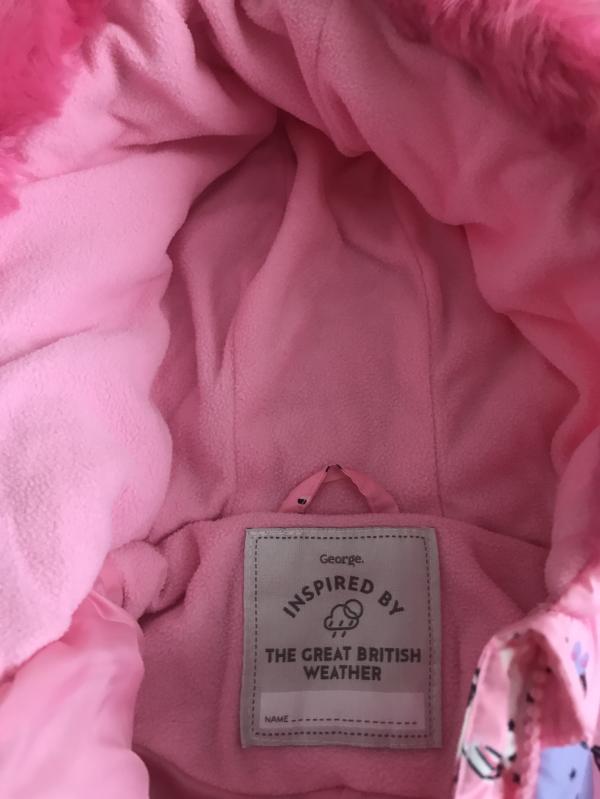 George.
INSPIRED BY
THE GREAT BRITISH
WEATHER
NAME